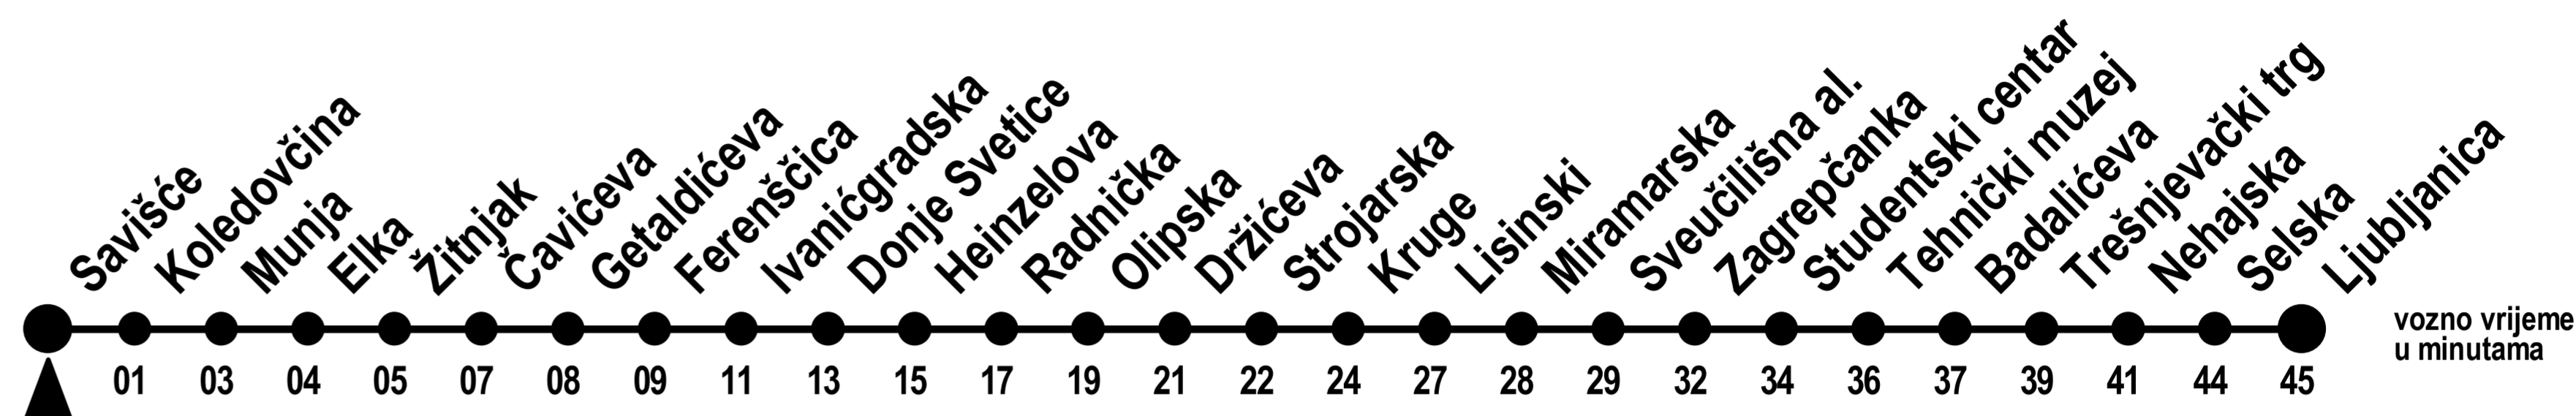 Savišće
Koledovčina
Munja
Elka
Žitnjak
Čavićeva
Getaldićeva
Ferenščica
Ivanićgradska
Donje Svetice
Heinzelova
Radnička
Olipska
Držićeva
Strojarska
Kruge
Lisinski
Miramarska
Sveučilišna al.
Zagrepčanka
Studentski centar
Tehnički muzej
Badalićeva
Trešnjevački trg
Nehajska
Selska
Ljubljanica
01 03 04 05 07 08 09 11 13 15 17 19 21 22 24 27 28 29 32 34 36 37 39 41 44 45
vozno vrijeme
u minutama